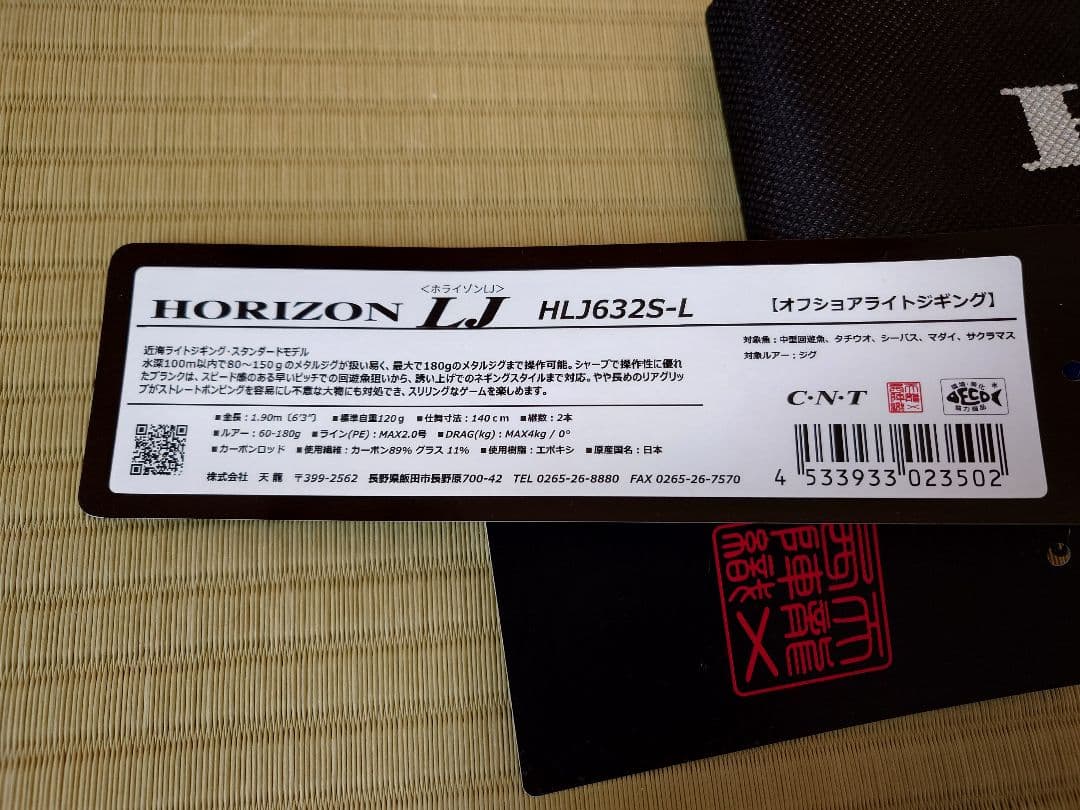 <ホライゾンLJ>
HORIZON LJ HLJ632S-L 【オフショアライトジギング】
対象魚：中型回遊魚、タチウオ、シーバス、マダイ、サクラマス
対象ルアー：ジグ
近海ライトジギング・スタンダードモデル
水深100m以内で80～150gのメタルジグが扱い易く、最大で180gのメタルジグまで操作可能。シャープで操作性に優れ
たブランクは、スピード感のある早いピッチでの回遊魚狙いから、誘い上げでのネギングスタイルまで対応。やや長めのリアグリッ
プがストレートポンピングを容易にし不意な大物にも対処でき、スリリングなゲームを楽しめます。
■全長：1.90m（6'3"） ■標準自重120g ■仕舞寸法：140cm ■継数：2本
■ルアー：60-180g ■ライン(PE)：MAX2.0号 ■DRAG(kg)：MAX4kg / 0°
■カーボンロッド ■使用繊維：カーボン89% グラス11% ■使用樹脂：エポキシ ■原産国名：日本
株式会社 天龍 〒399-2562 長野県飯田市長野原700-42 TEL 0265-26-8880 FAX 0265-26-7570
C・N・T
環境・美化
DECO
協力商品
4 533933 023502
H